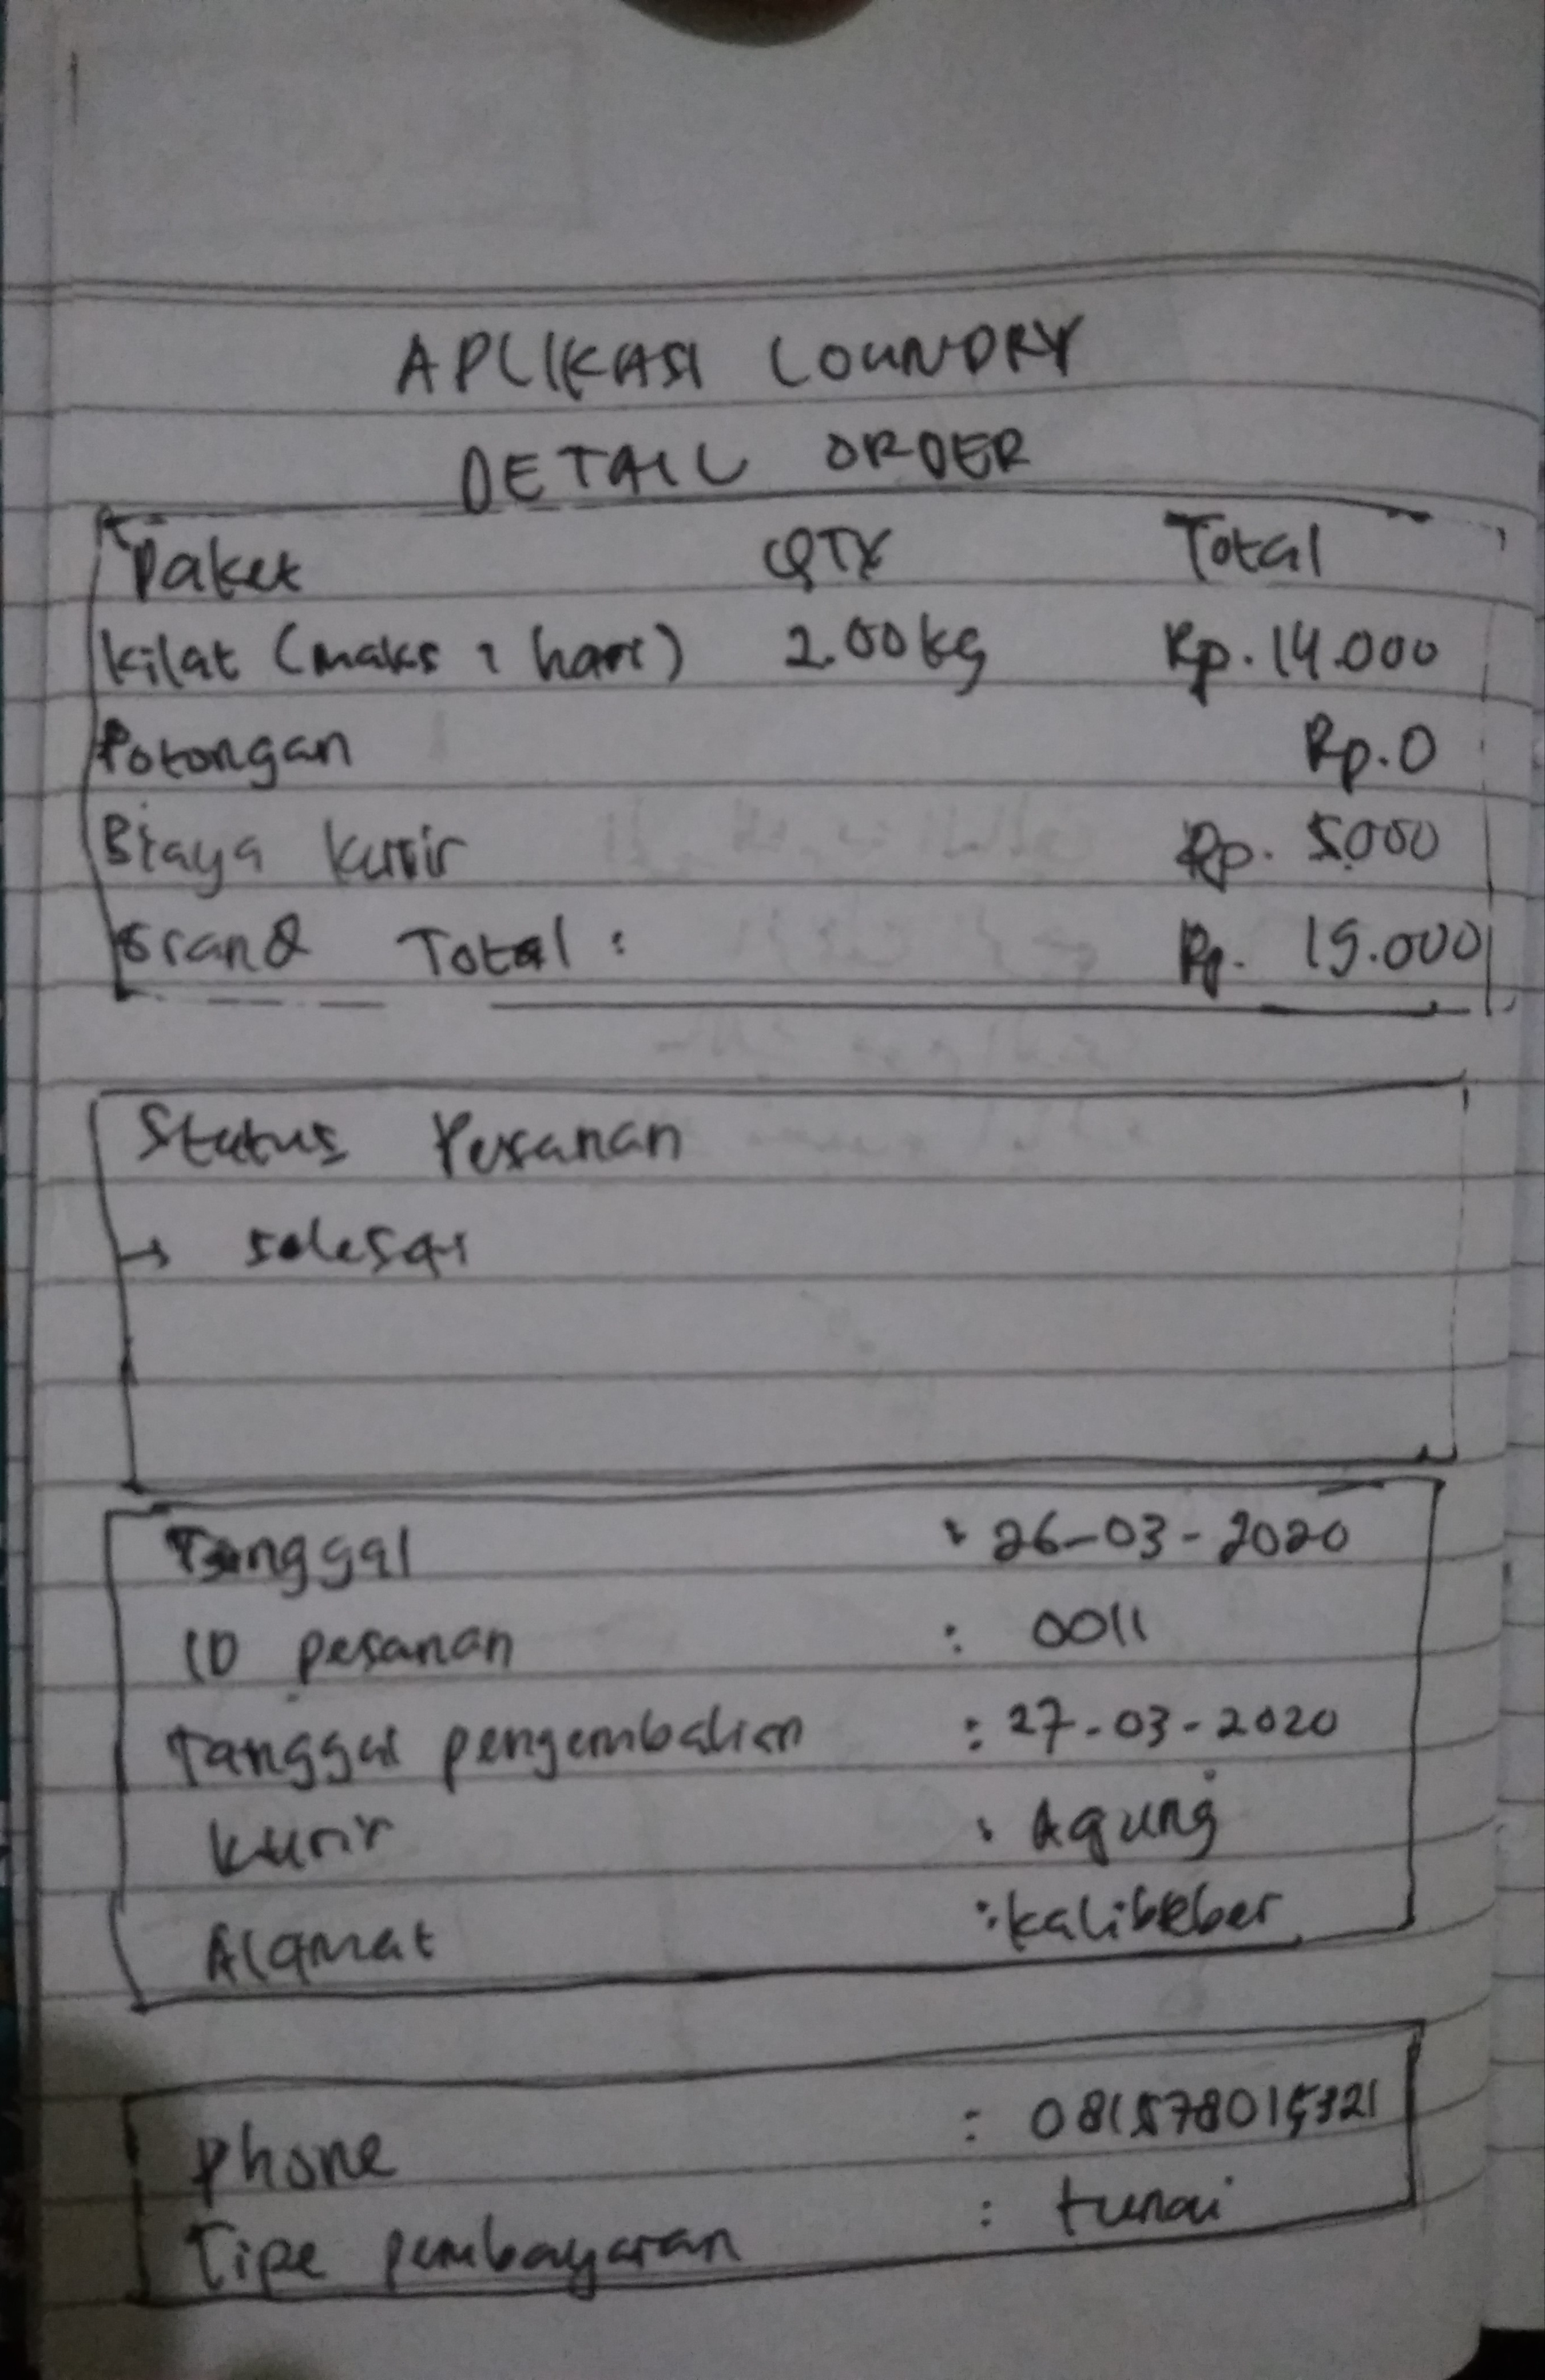 APLIKASI LOUNDRY
DETAIL ORDER
Paket QTY Total
kilat (maks 1 hari) 2.00 kg Rp. 14.000
Potongan Rp. 0
Biaya kurir Rp. 5.000
Grand Total : Rp. 19.000
Status Pesanan
→ selesai
Tanggal : 26-03-2020
ID pesanan : 0011
Tanggal pengembalian : 27-03-2020
Kurir : Agung
Alamat : kalibeber
phone : 081578015321
Tipe pembayaran : tunai